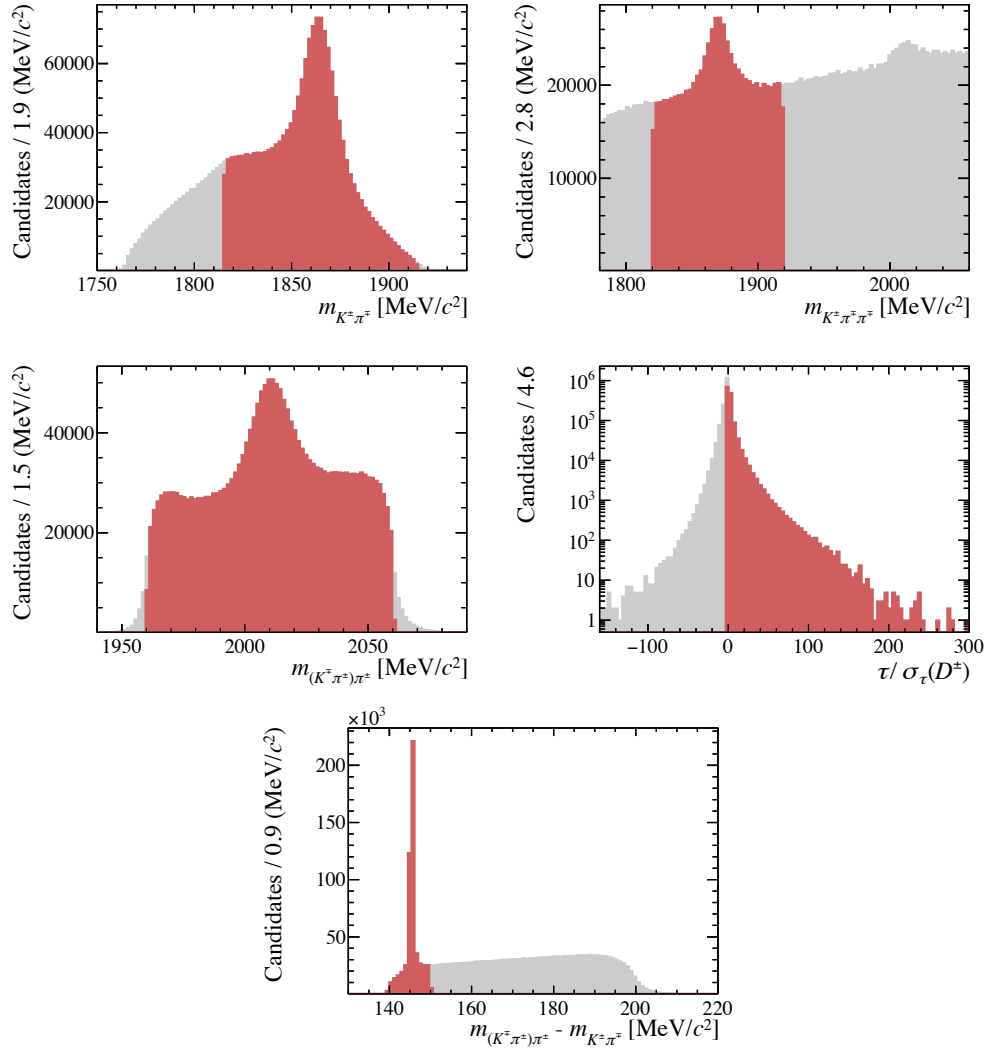 Candidates / 1.9 (MeV/c²)
60000
40000
20000
1750 1800 1850 1900
m_{K^±π^∓} [MeV/c²]
Candidates / 2.8 (MeV/c²)
20000
10000
1800 1900 2000
m_{K^±π^∓π^∓} [MeV/c²]
Candidates / 1.5 (MeV/c²)
40000
20000
1950 2000 2050
m_{(K^∓π^±)π^±} [MeV/c²]
Candidates / 4.6
10⁶
10⁵
10⁴
10³
10²
10
1
−100 0 100 200 300
τ/ σ_τ(D^±)
×10³
Candidates / 0.9 (MeV/c²)
200
150
100
50
140 160 180 200 220
m_{(K^∓π^±)π^±} - m_{K^±π^∓} [MeV/c²]